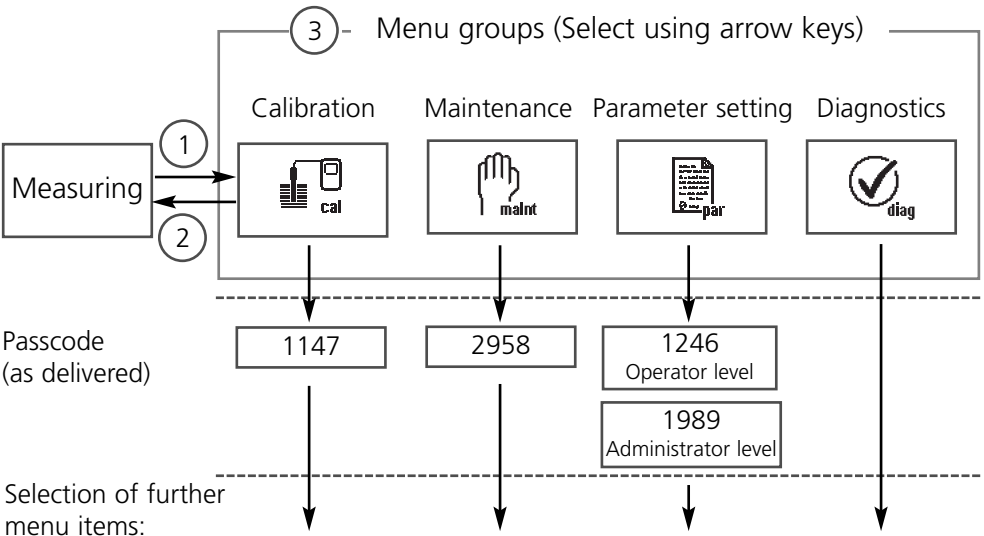 3
Menu groups (Select using arrow keys)
Calibration
Maintenance
Parameter setting
Diagnostics
1
Measuring
2
cal
maint
par
diag
Passcode
(as delivered)
1147
2958
1246
Operator level
1989
Administrator level
Selection of further
menu items: